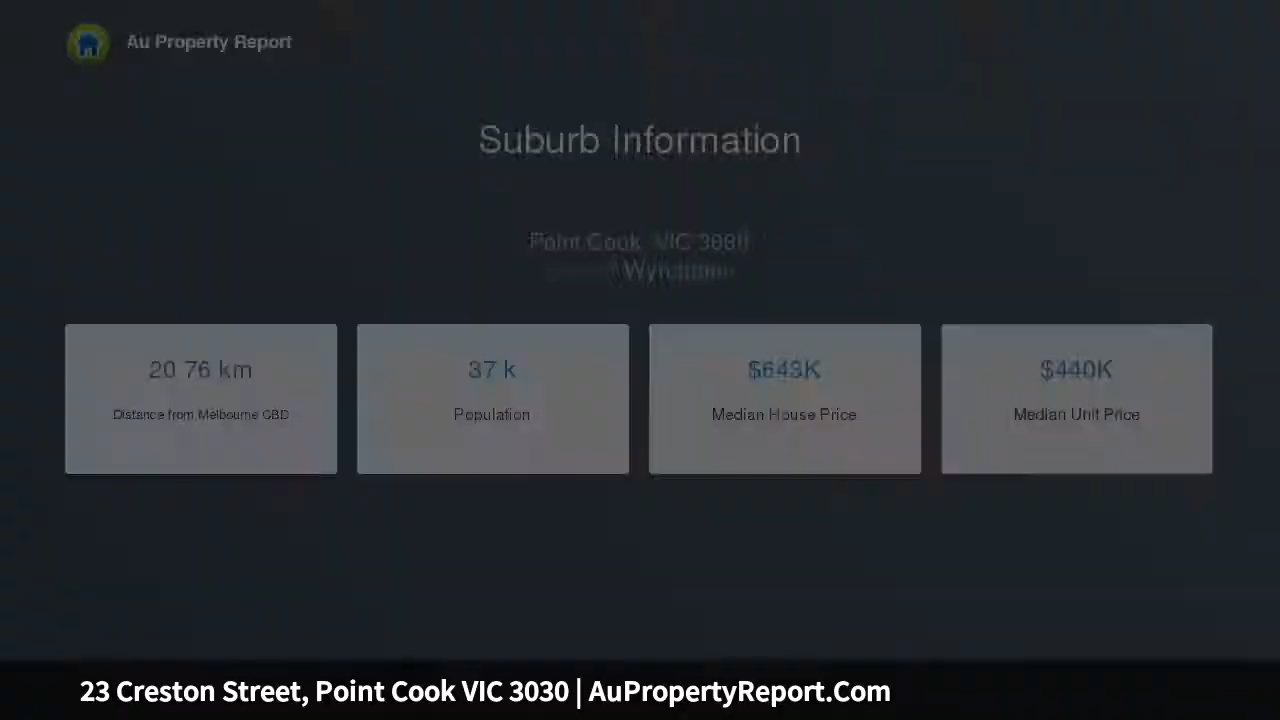 Au Property Report
Suburb Information
Point Cook VIC
20 76 km
37 k
$643K
$440K
Distance from Melbourne CBD
Population
Median House Price
Median Unit Price
23 Creston Street, Point Cook VIC 3030 | AuPropertyReport.Com